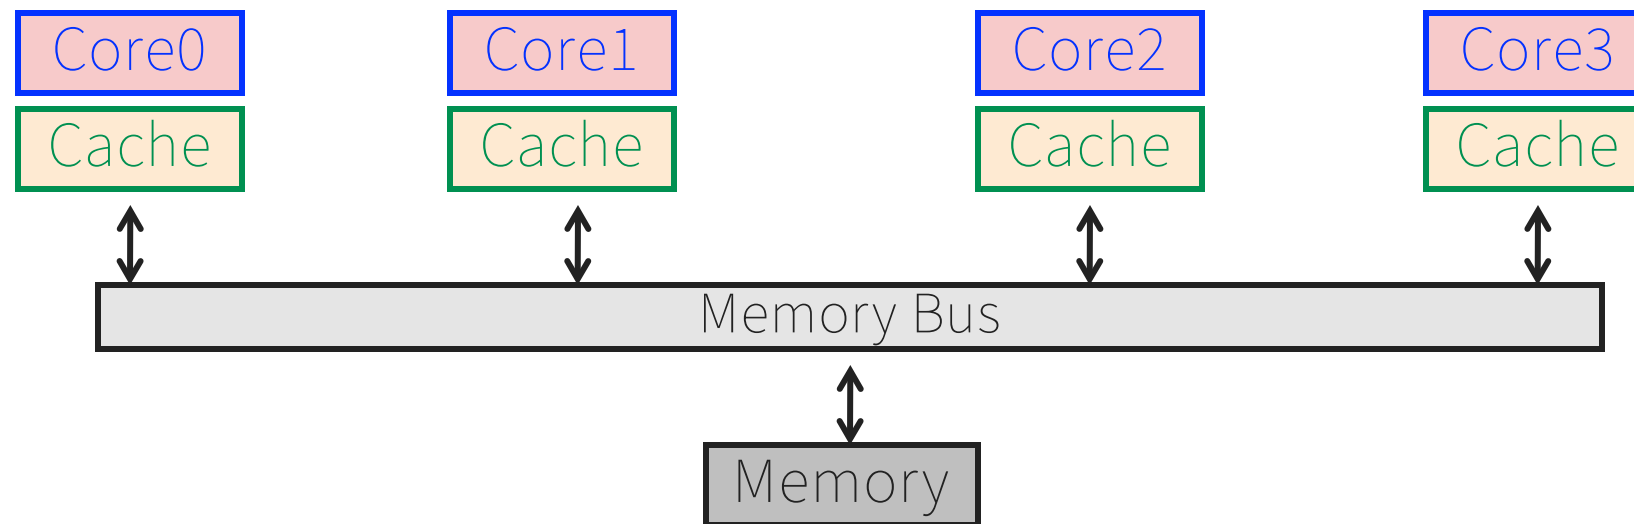 Core0
Core1
Core2
Core3
Cache
Cache
Cache
Cache
Memory Bus
Memory